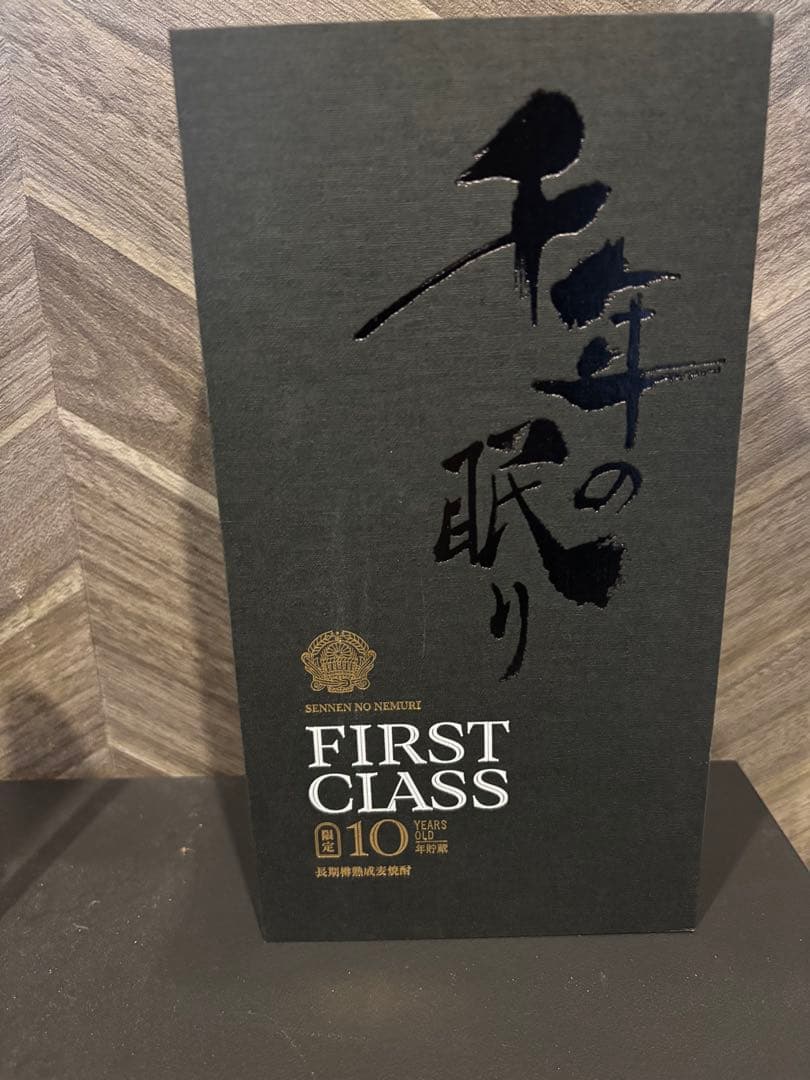 千年の眠り
SENNEN NO NEMURI
FIRST
CLASS
限定 10 YEARS OLD 年貯蔵
長期樽熟成麦焼酎